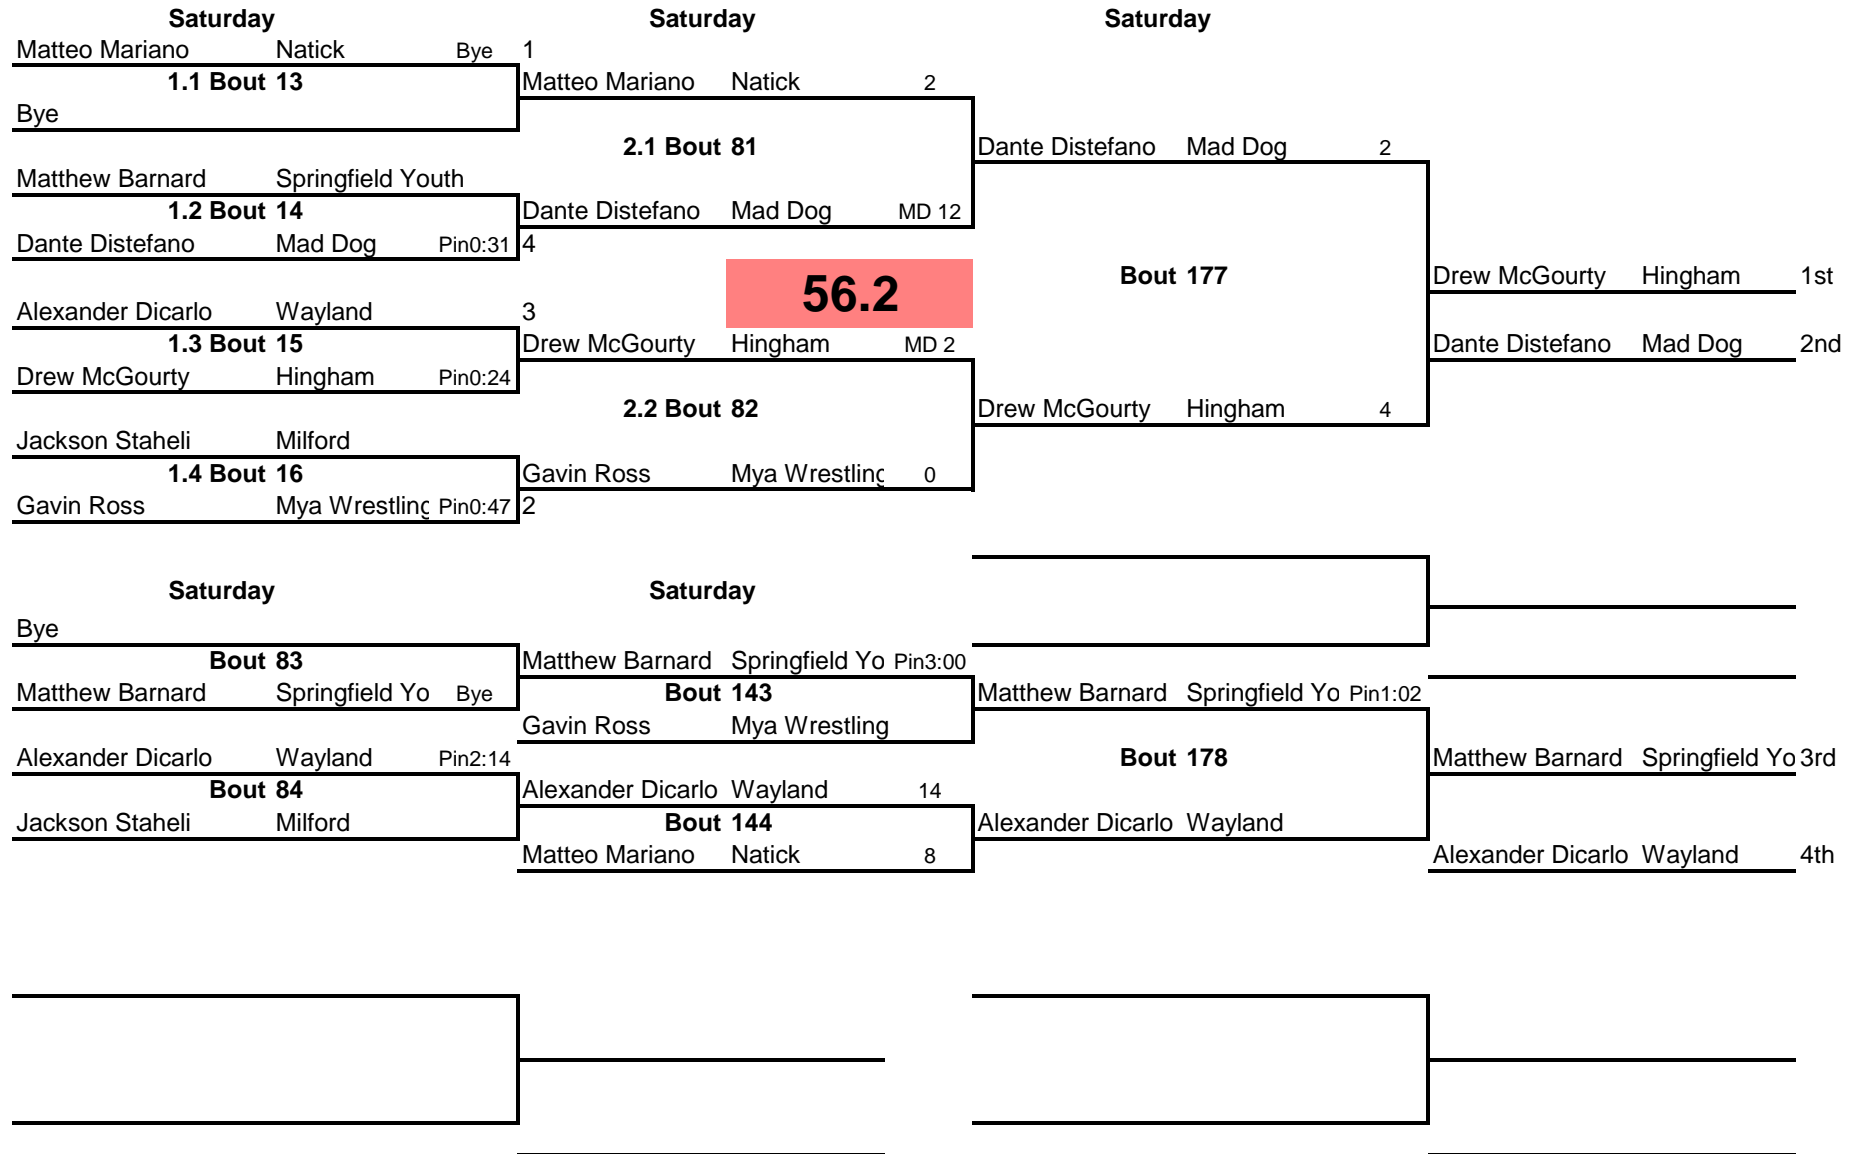 Saturday Saturday Saturday
Matteo Mariano Natick Bye 1
1.1 Bout 13 Matteo Mariano Natick 2
Bye
2.1 Bout 81 Dante Distefano Mad Dog 2
Matthew Barnard Springfield Youth
1.2 Bout 14 Dante Distefano Mad Dog MD 12
Dante Distefano Mad Dog Pin0:31 4
56.2 Bout 177 Drew McGourty Hingham 1st
Alexander Dicarlo Wayland 3
1.3 Bout 15 Drew McGourty Hingham MD 2 Dante Distefano Mad Dog 2nd
Drew McGourty Hingham Pin0:24
2.2 Bout 82 Drew McGourty Hingham 4
Jackson Staheli Milford
1.4 Bout 16 Gavin Ross Mya Wrestling 0
Gavin Ross Mya Wrestling Pin0:47 2
Saturday Saturday
Bye
Bout 83 Matthew Barnard Springfield Yo Pin3:00
Matthew Barnard Springfield Yo Bye Bout 143 Matthew Barnard Springfield Yo Pin1:02
Gavin Ross Mya Wrestling
Alexander Dicarlo Wayland Pin2:14 Bout 178 Matthew Barnard Springfield Yo 3rd
Bout 84 Alexander Dicarlo Wayland 14
Jackson Staheli Milford Bout 144 Alexander Dicarlo Wayland
Matteo Mariano Natick 8 Alexander Dicarlo Wayland 4th